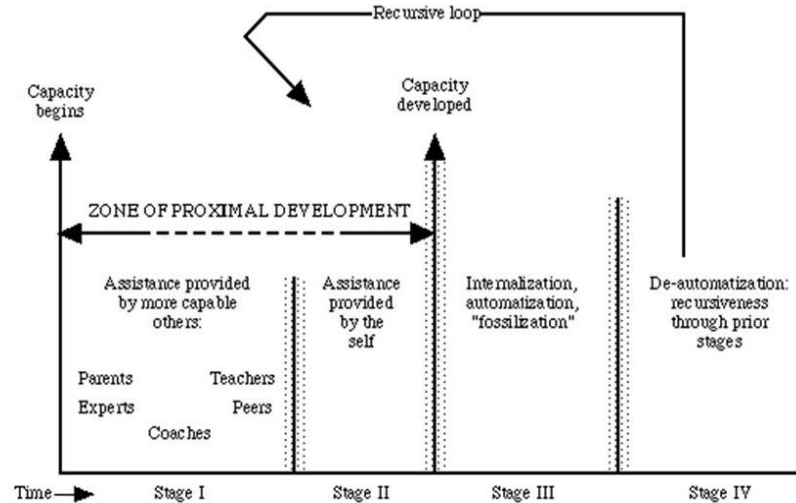 Recursive loop
Capacity
begins
Capacity
developed
ZONE OF PROXIMAL DEVELOPMENT
Assistance provided
by more capable
others:
Parents
Teachers
Experts
Peers
Coaches
Assistance
provided
by the
self
Internalization,
automatization,
"fossilization"
De-automatization:
recursiveness
through prior
stages
Time
Stage I
Stage II
Stage III
Stage IV